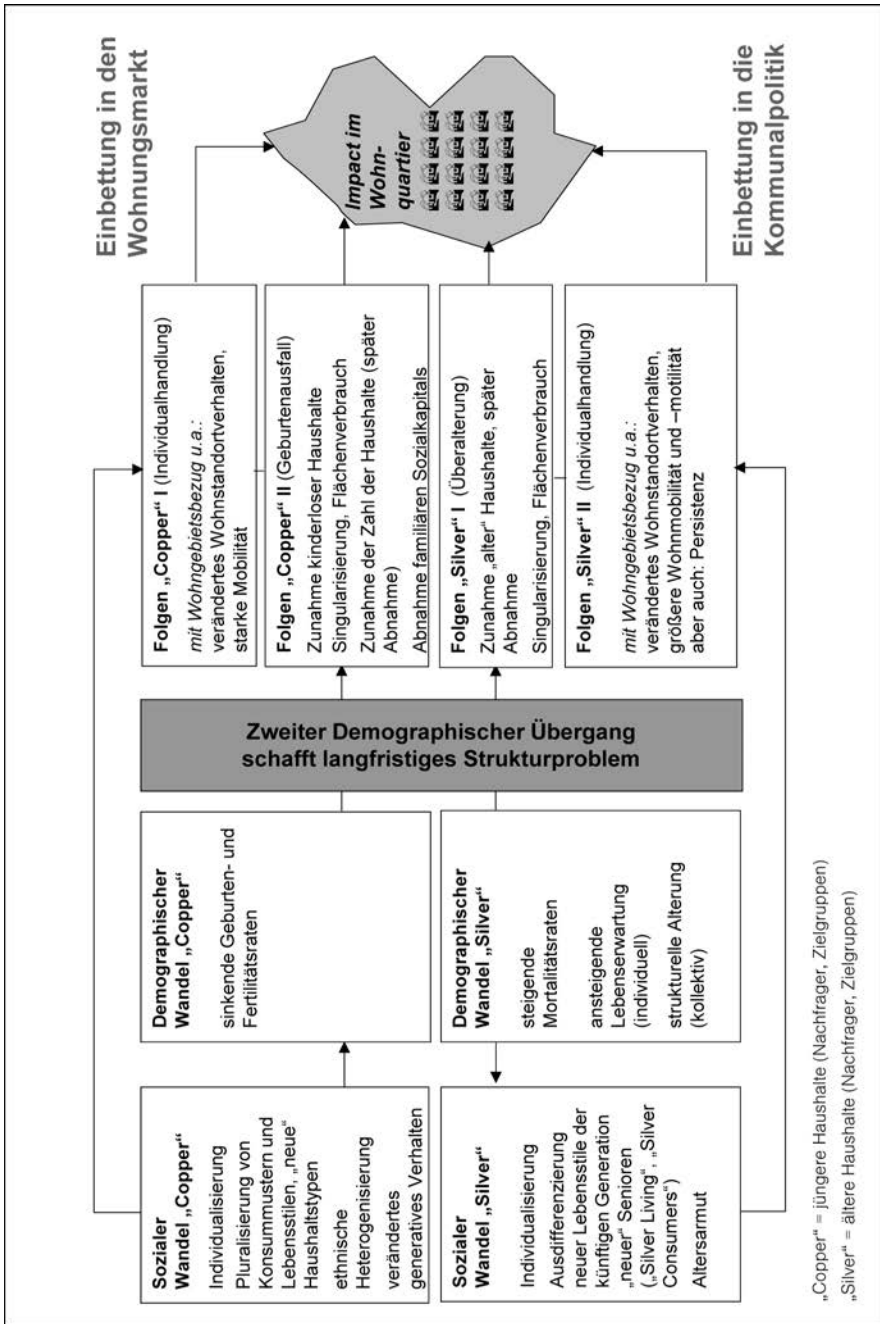 Sozialer
Wandel „Copper“
Individualisierung
Pluralisierung von
Konsummustern und
Lebensstilen, „neue“
Haushaltstypen
ethnische
Heterogenisierung
verändertes
generatives Verhalten
Sozialer
Wandel „Silver“
Individualisierung
Ausdifferenzierung
neuer Lebensstile der
künftigen Generation
„neuer“ Senioren
(„Silver Living“, „Silver
Consumers“)
Altersarmut
Demographischer
Wandel „Copper“
sinkende Geburten- und
Fertilitätsraten
Demographischer
Wandel „Silver“
steigende
Mortalitätsraten
ansteigende
Lebenserwartung
(individuell)
strukturelle Alterung
(kollektiv)
Zweiter Demographischer Übergang
schafft langfristiges Strukturproblem
Folgen „Copper“ I (Individualhandlung)
mit Wohngebietsbezug u.a.:
verändertes Wohnstandortverhalten,
starke Mobilität
Folgen „Copper“ II (Geburtenausfall)
Zunahme kinderloser Haushalte
Singularisierung, Flächenverbrauch
Zunahme der Zahl der Haushalte (später
Abnahme)
Abnahme familiären Sozialkapitals
Folgen „Silver“ I (Überalterung)
Zunahme „alter“ Haushalte, später
Abnahme
Singularisierung, Flächenverbrauch
Folgen „Silver“ II (Individualhandlung)
mit Wohngebietsbezug u.a.:
verändertes Wohnstandortverhalten,
größere Wohnmobilität und –motilität
aber auch: Persistenz
Einbettung in den
Wohnungsmarkt
Impact im
Wohn-
quartier
Einbettung in die
Kommunalpolitik
„Copper“ = jüngere Haushalte (Nachfrager, Zielgruppen)
„Silver“ = ältere Haushalte (Nachfrager, Zielgruppen)